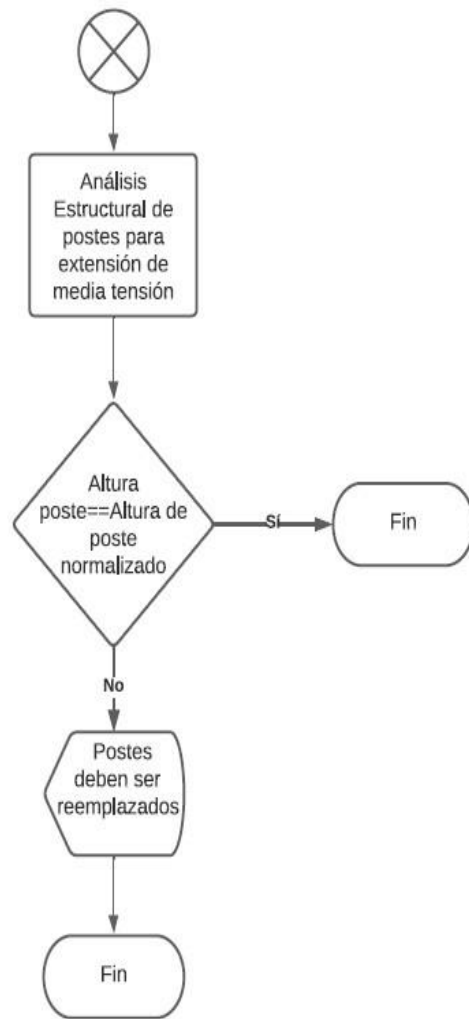 Análisis
Estructural de
postes para
extensión de
media tensión
Altura
poste==Altura de
poste
normalizado
Sí
Fin
No
Postes
deben ser
reemplazados
Fin